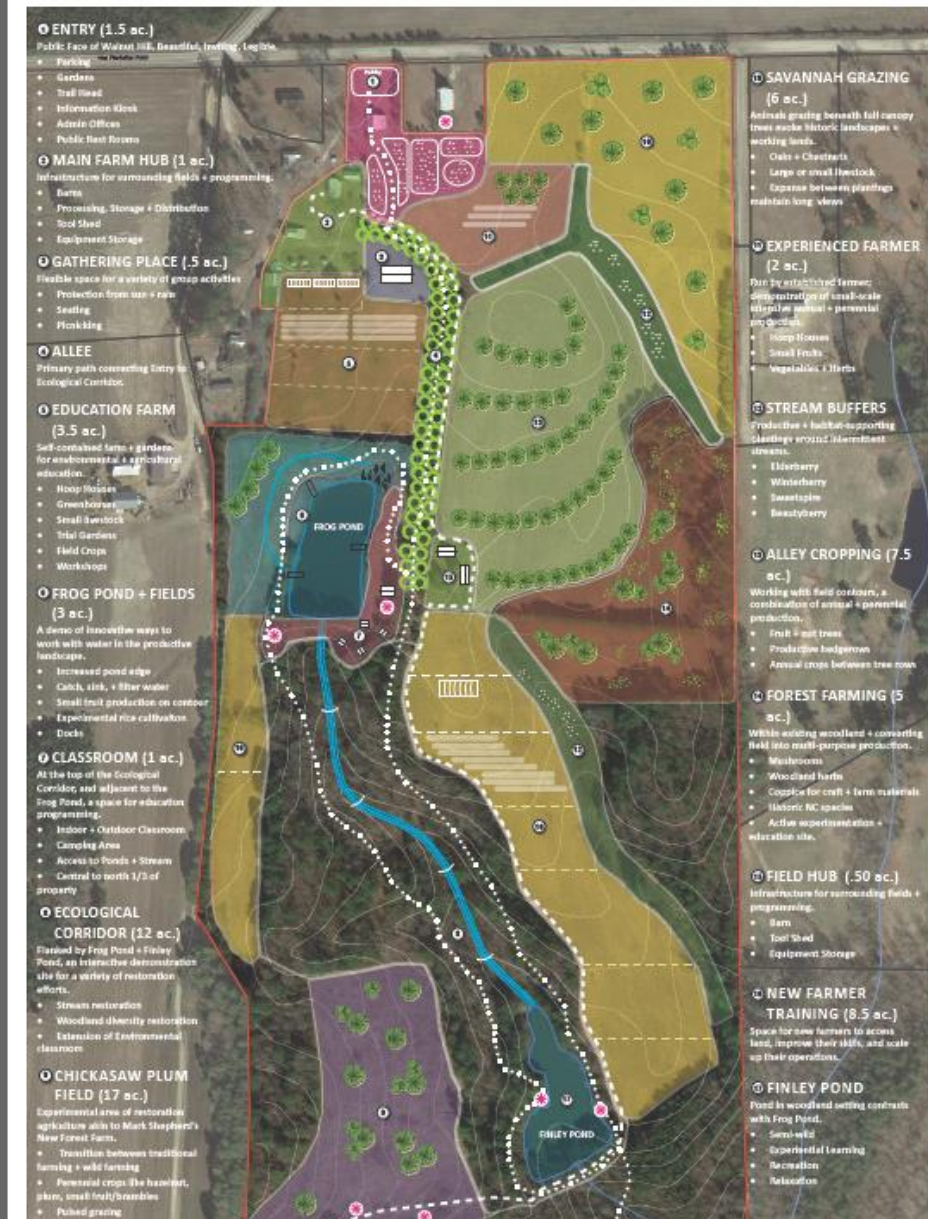 ① ENTRY (1.5 ac.)
Public Face of Walnut Hill, Beautiful, Inviting, Legible.
• Parking
• Gardens
• Trail Head
• Information Kiosk
• Admin Offices
• Public Rest Rooms
② MAIN FARM HUB (1 ac.)
Infrastructure for surrounding fields + programming.
• Barns
• Processing, Storage + Distribution
• Tool Shed
• Equipment Storage
③ GATHERING PLACE (.5 ac.)
Flexible space for a variety of group activities
• Protection from sun + rain
• Seating
• Picnicking
④ ALLEE
Primary path connecting Entry to
Ecological Corridor.
⑤ EDUCATION FARM
(3.5 ac.)
Self-contained farm + gardens
for environmental + agricultural
education.
• Hoop Houses
• Greenhouses
• Small livestock
• Trial Gardens
• Field Crops
• Workshops
⑥ FROG POND + FIELDS
(3 ac.)
A demo of innovative ways to
work with water in the productive
landscape.
• Increased pond edge
• Catch, sink, + filter water
• Small fruit production on contour
• Experimental rice cultivation
• Docks
⑦ CLASSROOM (1 ac.)
At the top of the Ecological
Corridor, and adjacent to the
Frog Pond, a space for education
programming.
• Indoor + Outdoor Classroom
• Camping Area
• Access to Ponds + Stream
• Central to north 1/3 of
property
⑧ ECOLOGICAL
CORRIDOR (12 ac.)
Flanked by Frog Pond + Finley
Pond, an interactive demonstration
site for a variety of restoration
efforts.
• Stream restoration
• Woodland diversity restoration
• Extension of Environmental
classroom
⑨ CHICKASAW PLUM
FIELD (17 ac.)
Experimental area of restoration
agriculture akin to Mark Shepherd's
New Forest Farm.
• Transition between traditional
farming + wild farming
• Perennial crops like hazelnut,
plum, small fruit/brambles
• Pulsed grazing
FROG POND
FINLEY POND
SAVANNAH GRAZING
(6 ac.)
Animals grazing beneath full canopy
trees evoke historic landscapes +
working lands.
• Oaks + Chestnuts
• Large or small livestock
• Expanse between plantings
maintain long views
EXPERIENCED FARMER
(2 ac.)
Run by established farmer;
demonstration of small-scale
intensive annual + perennial
production.
• Hoop Houses
• Small Fruits
• Vegetables + Herbs
STREAM BUFFERS
Productive + habitat-supporting
plantings around intermittent
streams.
• Elderberry
• Winterberry
• Sweetspire
• Beautyberry
ALLEY CROPPING (7.5
ac.)
Working with field contours, a
combination of annual + perennial
production.
• Fruit + nut trees
• Productive hedgerows
• Annual crops between tree rows
FOREST FARMING (5
ac.)
Within existing woodland + converting
field into multi-purpose production.
• Mushrooms
• Woodland herbs
• Coppice for craft + farm materials
• Historic NC species
• Active experimentation +
education site.
FIELD HUB (.50 ac.)
Infrastructure for surrounding fields +
programming.
• Barn
• Tool Shed
• Equipment Storage
NEW FARMER
TRAINING (8.5 ac.)
Space for new farmers to access
land, improve their skills, and scale
up their operations.
FINLEY POND
Pond in woodland setting contrasts
with Frog Pond.
• Semi-wild
• Experiential Learning
• Recreation
• Relaxation